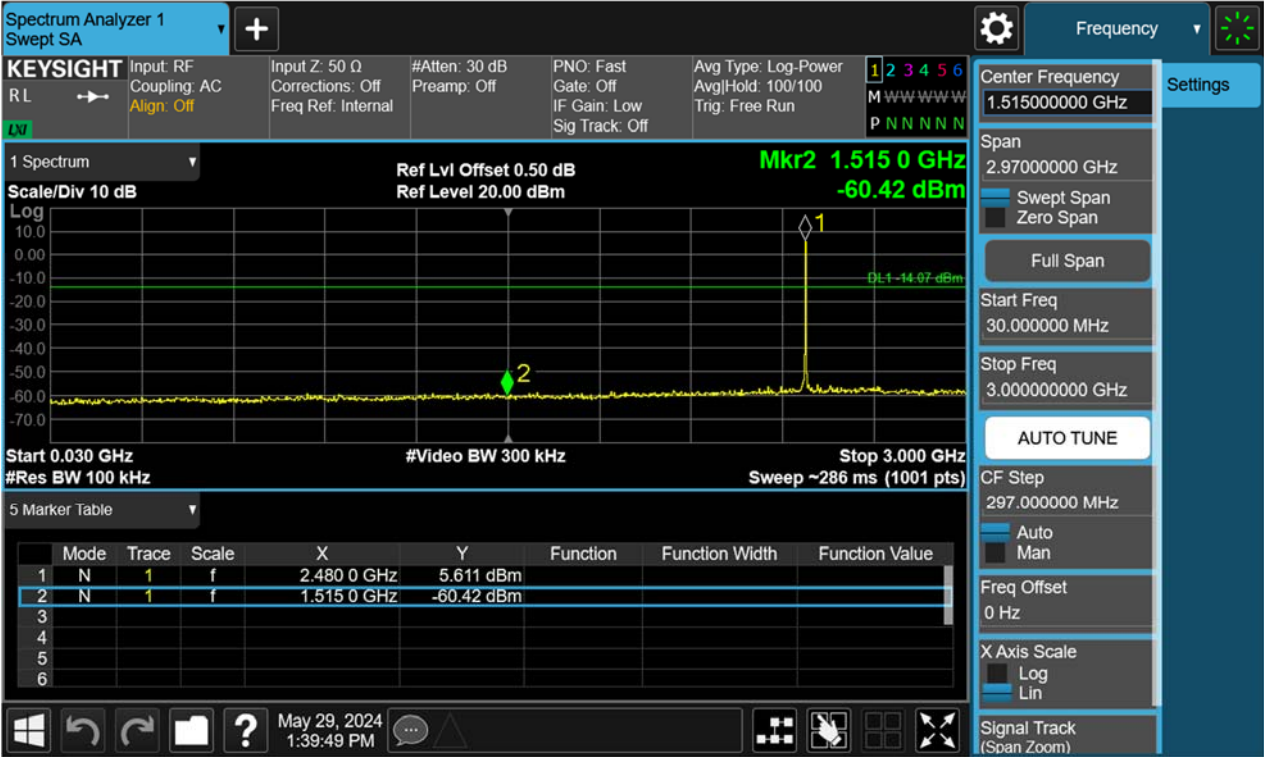 Spectrum Analyzer 1
Swept SA
+
Frequency
KEYSIGHT
R L
LXI
Input: RF
Coupling: AC
Align: Off
Input Z: 50 Ω
Corrections: Off
Freq Ref: Internal
#Atten: 30 dB
Preamp: Off
PNO: Fast
Gate: Off
IF Gain: Low
Sig Track: Off
Avg Type: Log-Power
Avg|Hold: 100/100
Trig: Free Run
1 2 3 4 5 6
M W W W W W
P N N N N N
1 Spectrum
Scale/Div 10 dB
Ref Lvl Offset 0.50 dB
Ref Level 20.00 dBm
Mkr2 1.515 0 GHz
-60.42 dBm
Log
10.0
0.00
-10.0
-20.0
-30.0
-40.0
-50.0
-60.0
-70.0
1
DL1 -14.07 dBm
2
Start 0.030 GHz
#Video BW 300 kHz
Stop 3.000 GHz
#Res BW 100 kHz
Sweep ~286 ms (1001 pts)
5 Marker Table
Mode Trace Scale X Y Function Function Width Function Value
1 N 1 f 2.480 0 GHz 5.611 dBm
2 N 1 f 1.515 0 GHz -60.42 dBm
3
4
5
6
?
May 29, 2024
1:39:49 PM
Center Frequency
1.515000000 GHz
Settings
Span
2.97000000 GHz
Swept Span
Zero Span
Full Span
Start Freq
30.000000 MHz
Stop Freq
3.000000000 GHz
AUTO TUNE
CF Step
297.000000 MHz
Auto
Man
Freq Offset
0 Hz
X Axis Scale
Log
Lin
Signal Track
(Span Zoom)